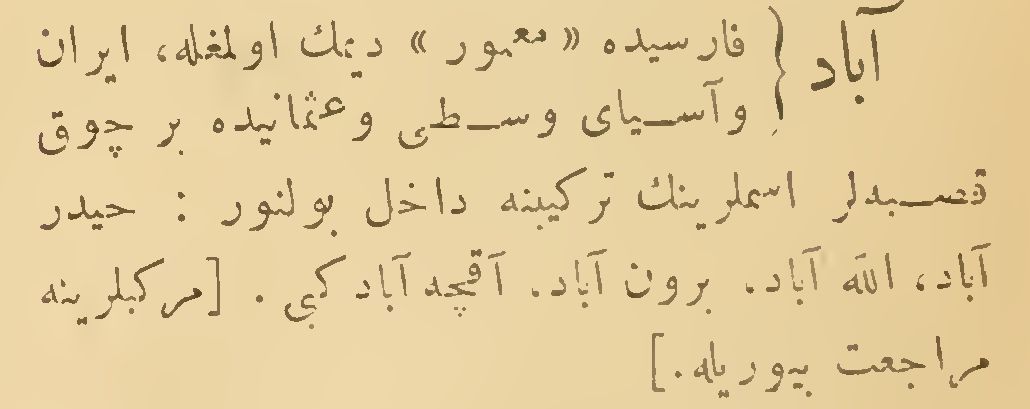 آباد { فارسیده « معمور » دیمك اولمغله، ایران
وآسیای وسطی وعثمانیده بر چوق
قصبه‌لر اسملرینك تركیبنه داخل بولنور : حیدر
آباد، الله آباد. برون آباد. آقچه آباد كبی . [مركبلرینه
مراجعت بیوریله.]